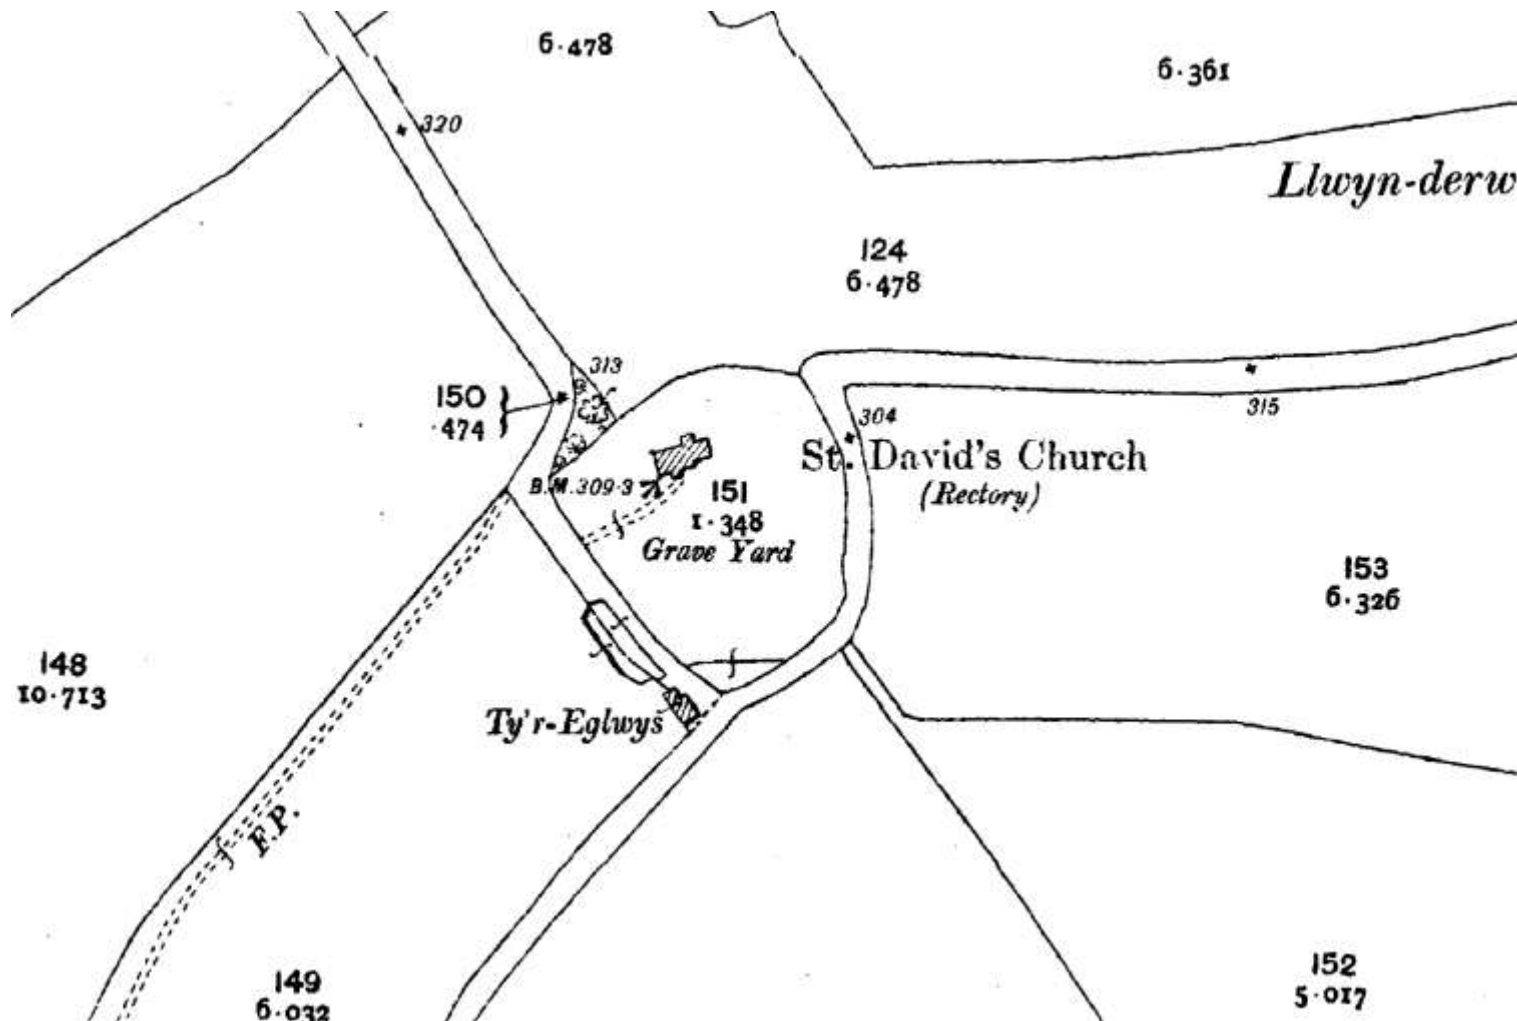 6.478
6.361
320
Llwyn-derw
124
6.478
313
150
.474
304
315
St. David's Church
(Rectory)
B.M. 309.3
151
1.348
Grave Yard
153
6.326
148
10.713
Ty'r-Eglwys
F.P.
149
6.032
152
5.017